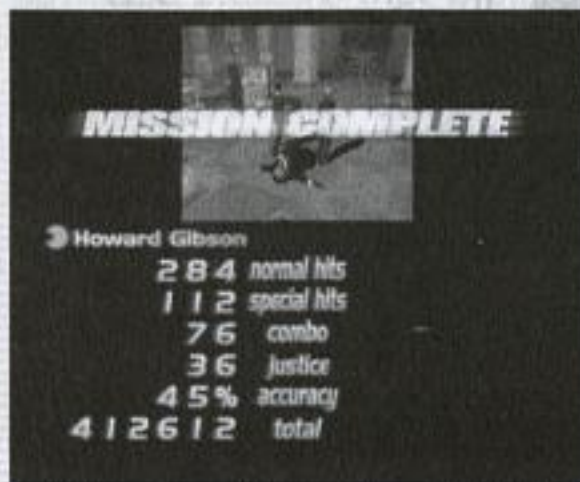 MISSION COMPLETE
Howard Gibson
284 normal hits
112 special hits
76 combo
36 justice
45% accuracy
412612 total